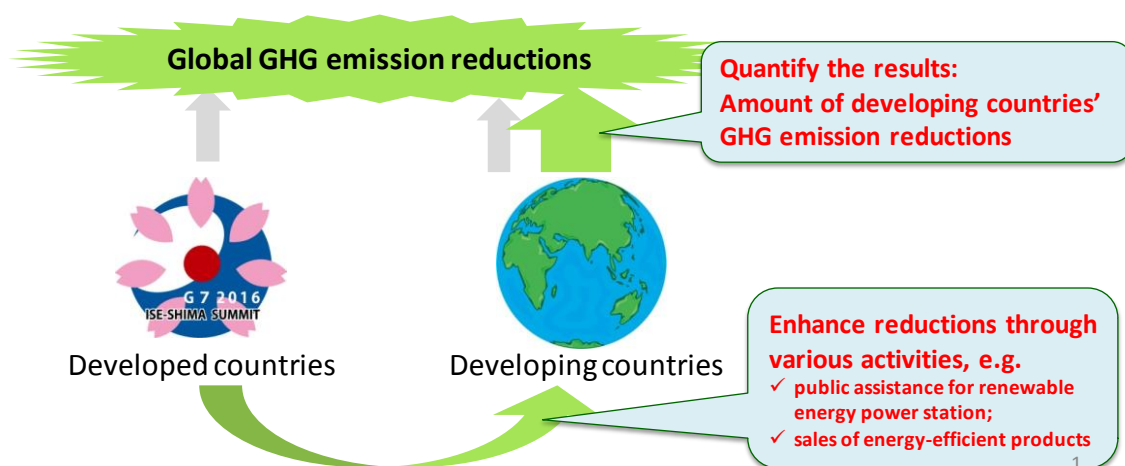 Global GHG emission reductions
Quantify the results:
Amount of developing countries’
GHG emission reductions
G7 2016
ISE-SHIMA SUMMIT
Developed countries
Developing countries
Enhance reductions through
various activities, e.g.
✓ public assistance for renewable
energy power station;
✓ sales of energy-efficient products
1